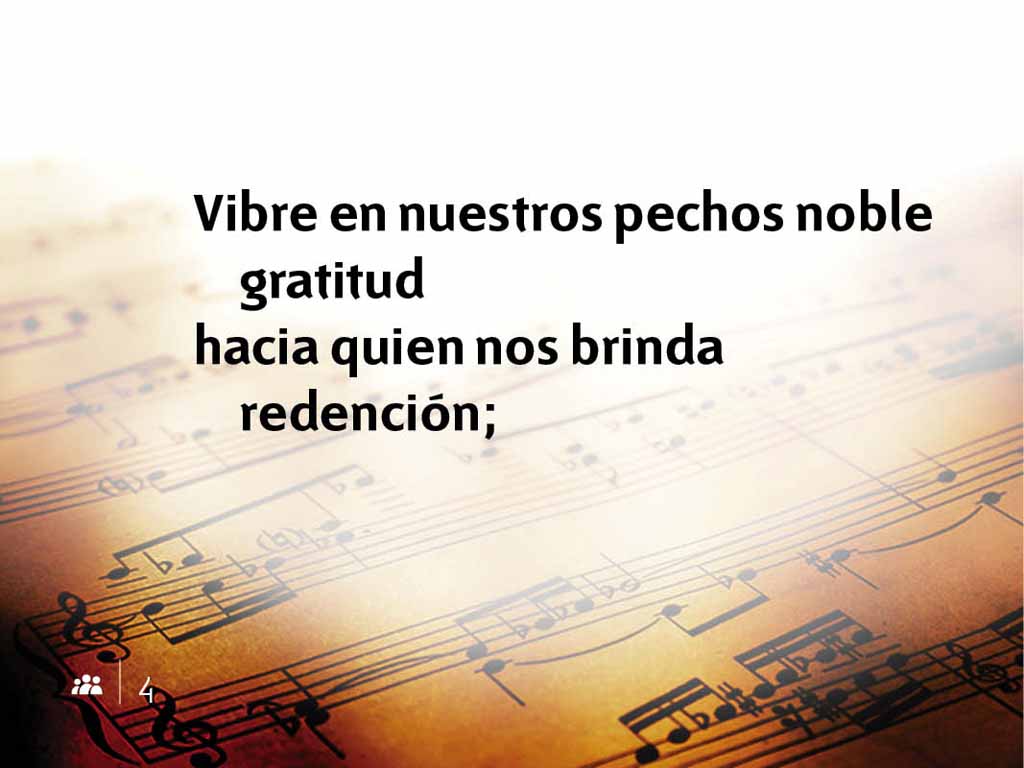 Vibre en nuestros pechos noble
gratitud
hacia quien nos brinda
redención;
4